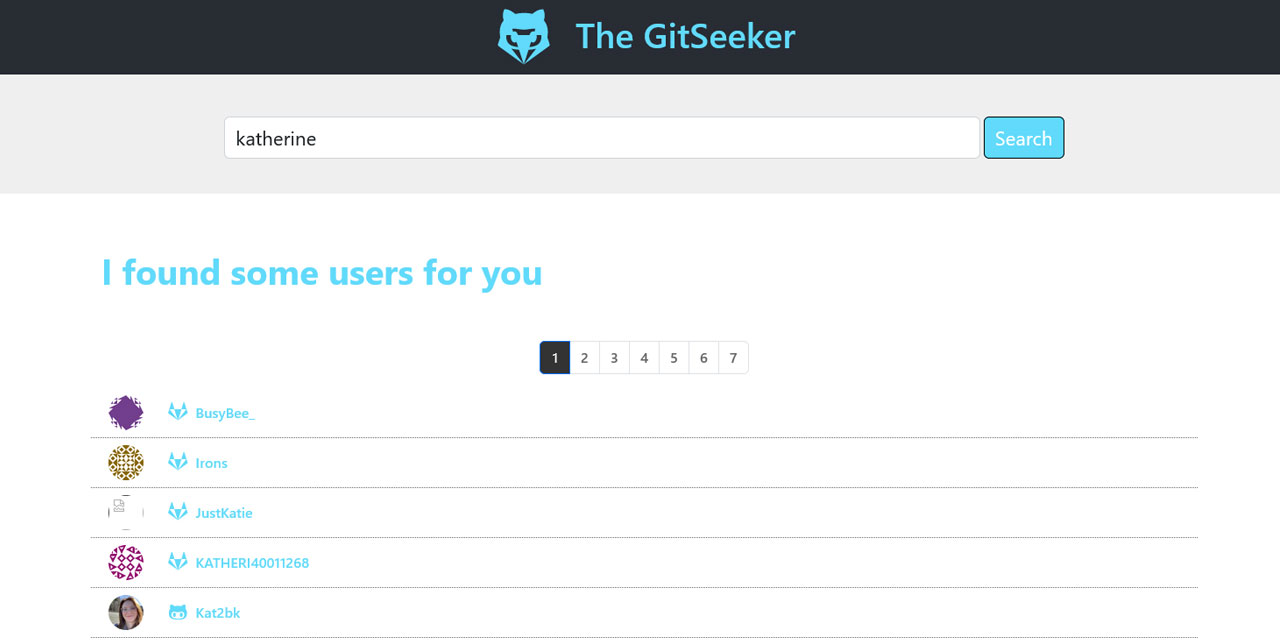 The GitSeeker
katherine
Search
I found some users for you
1 2 3 4 5 6 7
BusyBee_
Irons
JustKatie
KATHERI40011268
Kat2bk